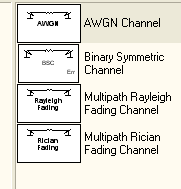 AWGN
AWGN Channel
BSC
Err
Binary Symmetric
Channel
Rayleigh
Fading
Multipath Rayleigh
Fading Channel
Rician
Fading
Multipath Rician
Fading Channel